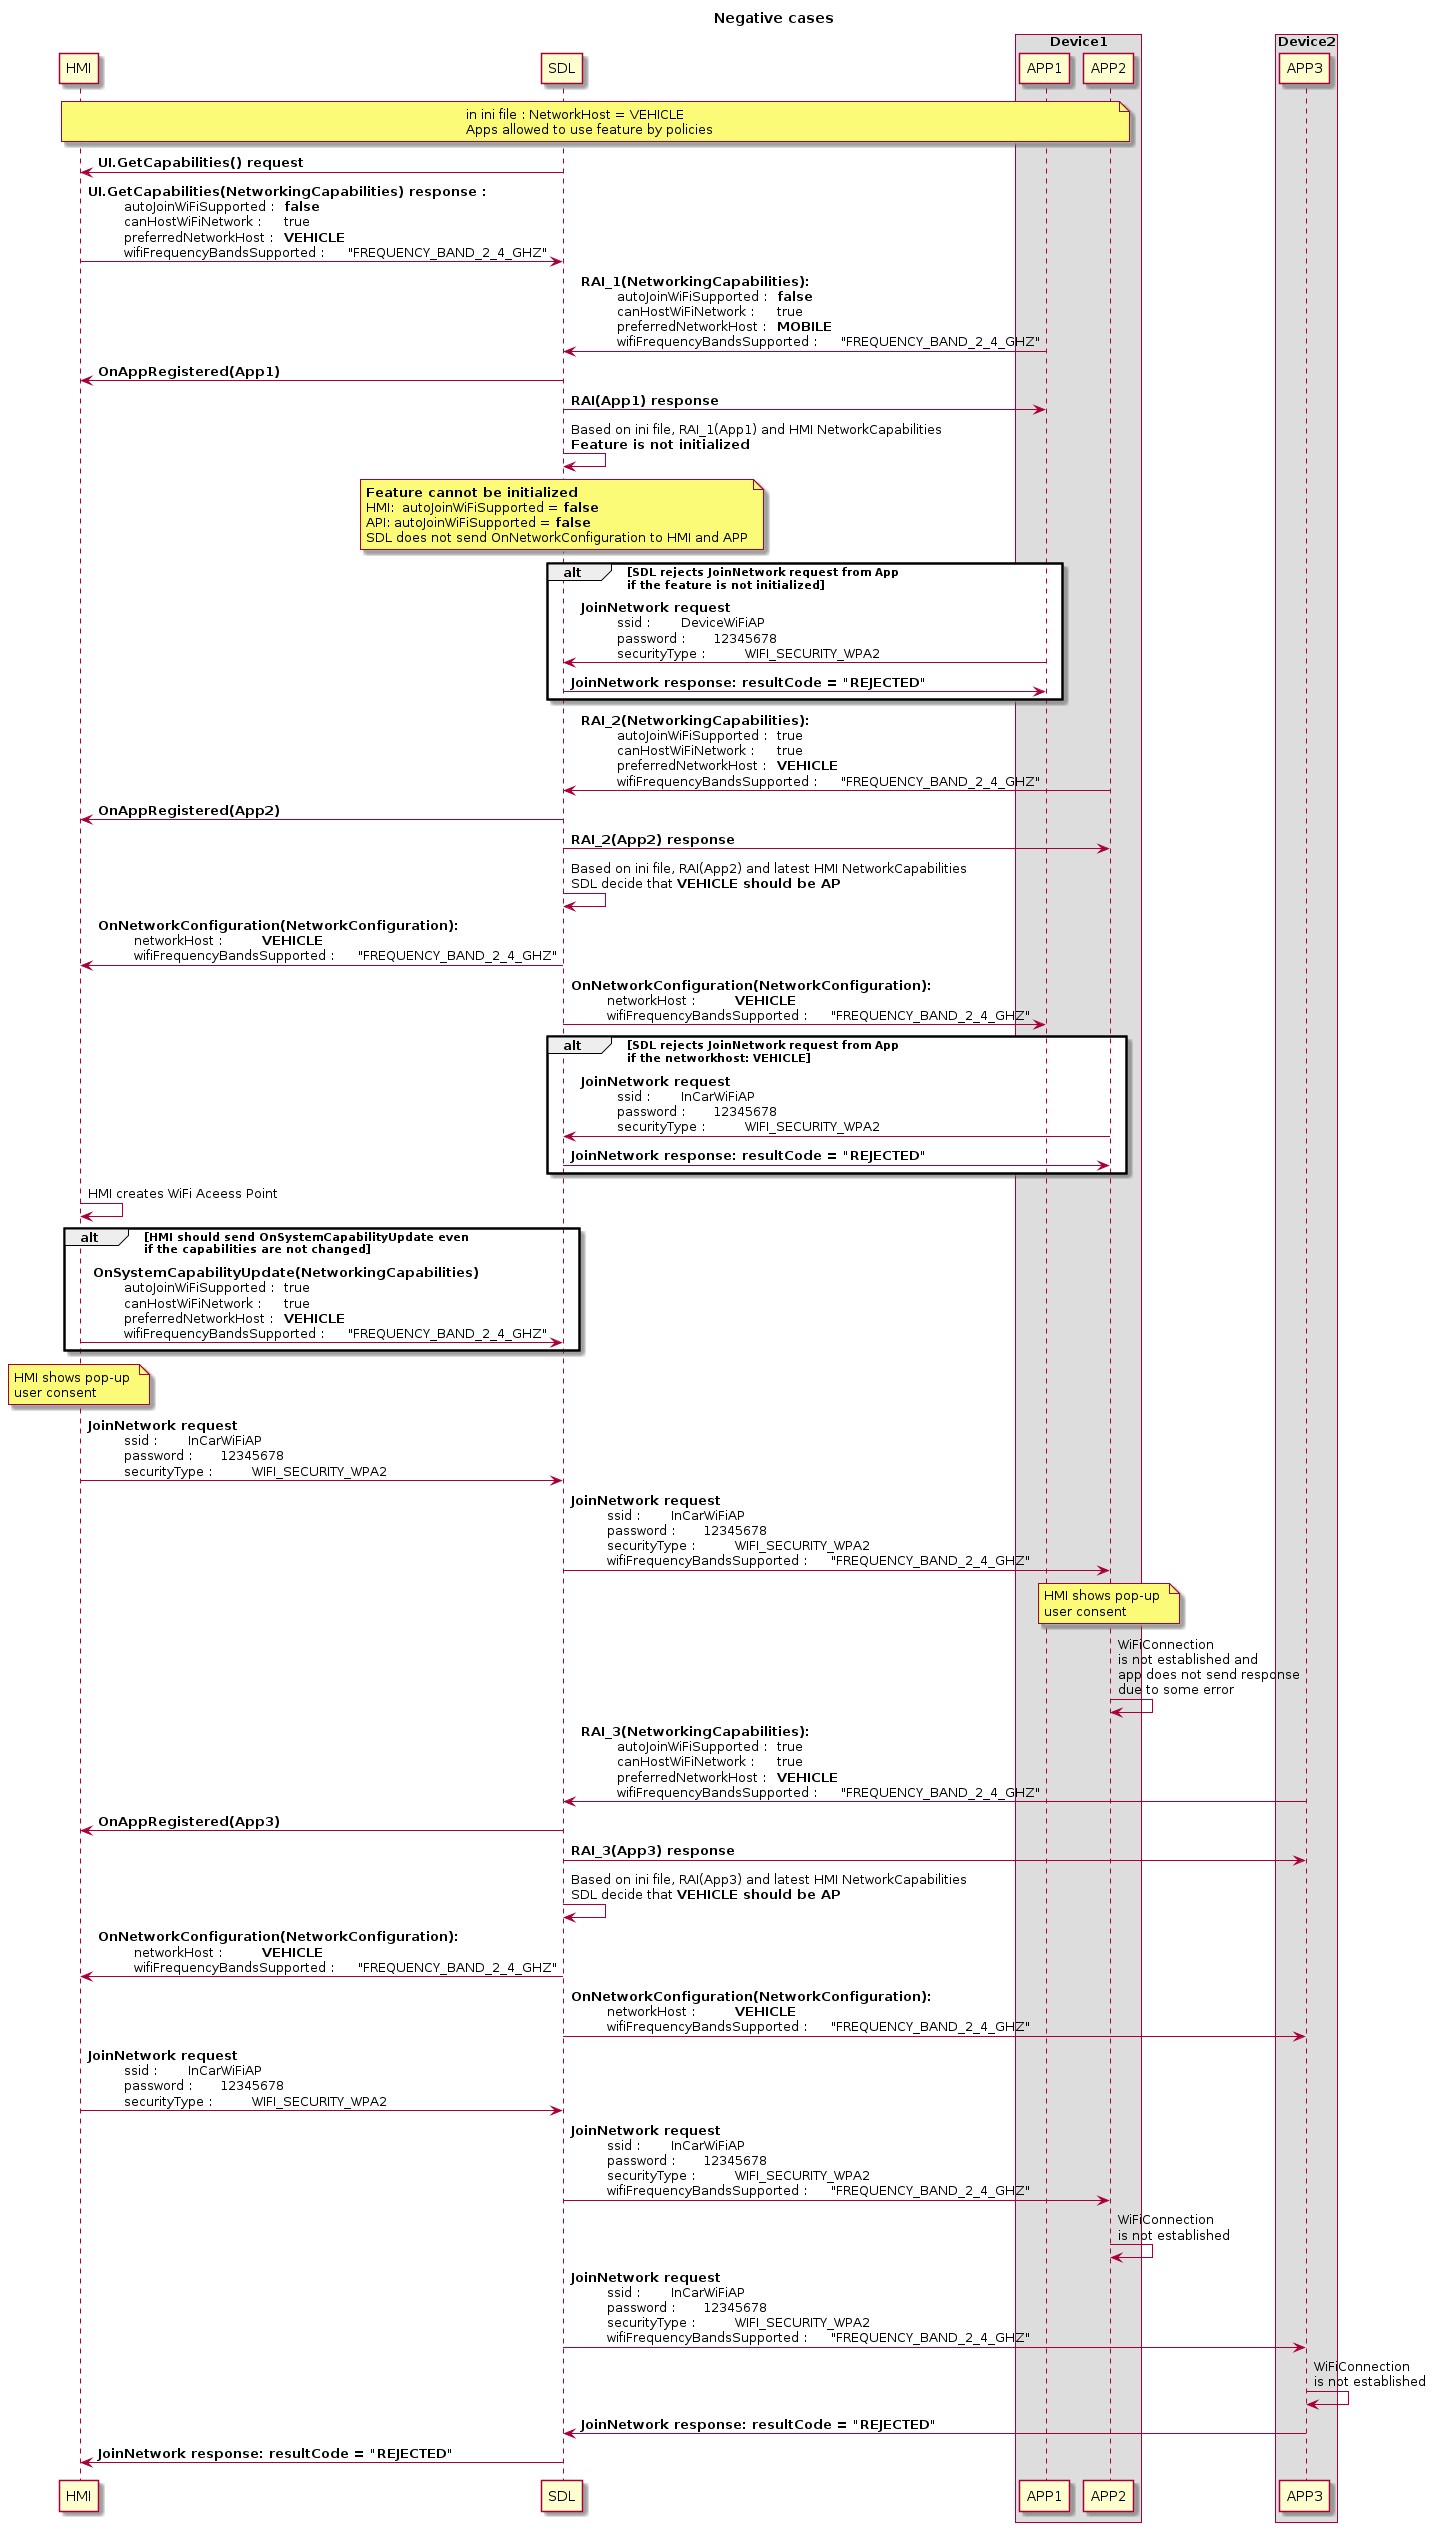 Negative cases
Device1
Device2
HMI
SDL
APP1
APP2
APP3
in ini file : NetworkHost = VEHICLE
Apps allowed to use feature by policies
UI.GetCapabilities() request
UI.GetCapabilities(NetworkingCapabilities) response :
autoJoinWiFiSupported : false
canHostWiFiNetwork : true
preferredNetworkHost : VEHICLE
wifiFrequencyBandsSupported : "FREQUENCY_BAND_2_4_GHZ"
RAI_1(NetworkingCapabilities):
autoJoinWiFiSupported : false
canHostWiFiNetwork : true
preferredNetworkHost : MOBILE
wifiFrequencyBandsSupported : "FREQUENCY_BAND_2_4_GHZ"
OnAppRegistered(App1)
RAI(App1) response
Based on ini file, RAI_1(App1) and HMI NetworkCapabilities
Feature is not initialized
Feature cannot be initialized
HMI: autoJoinWiFiSupported = false
API: autoJoinWiFiSupported = false
SDL does not send OnNetworkConfiguration to HMI and APP
alt [SDL rejects JoinNetwork request from App
if the feature is not initialized]
JoinNetwork request
ssid : DeviceWiFiAP
password : 12345678
securityType : WIFI_SECURITY_WPA2
JoinNetwork response: resultCode = "REJECTED"
RAI_2(NetworkingCapabilities):
autoJoinWiFiSupported : true
canHostWiFiNetwork : true
preferredNetworkHost : VEHICLE
wifiFrequencyBandsSupported : "FREQUENCY_BAND_2_4_GHZ"
OnAppRegistered(App2)
RAI_2(App2) response
Based on ini file, RAI(App2) and latest HMI NetworkCapabilities
SDL decide that VEHICLE should be AP
OnNetworkConfiguration(NetworkConfiguration):
networkHost : VEHICLE
wifiFrequencyBandsSupported : "FREQUENCY_BAND_2_4_GHZ"
OnNetworkConfiguration(NetworkConfiguration):
networkHost : VEHICLE
wifiFrequencyBandsSupported : "FREQUENCY_BAND_2_4_GHZ"
alt [SDL rejects JoinNetwork request from App
if the networkhost: VEHICLE]
JoinNetwork request
ssid : InCarWiFiAP
password : 12345678
securityType : WIFI_SECURITY_WPA2
JoinNetwork response: resultCode = "REJECTED"
HMI creates WiFi Aceess Point
alt [HMI should send OnSystemCapabilityUpdate even
if the capabilities are not changed]
OnSystemCapabilityUpdate(NetworkingCapabilities)
autoJoinWiFiSupported : true
canHostWiFiNetwork : true
preferredNetworkHost : VEHICLE
wifiFrequencyBandsSupported : "FREQUENCY_BAND_2_4_GHZ"
HMI shows pop-up
user consent
JoinNetwork request
ssid : InCarWiFiAP
password : 12345678
securityType : WIFI_SECURITY_WPA2
JoinNetwork request
ssid : InCarWiFiAP
password : 12345678
securityType : WIFI_SECURITY_WPA2
wifiFrequencyBandsSupported : "FREQUENCY_BAND_2_4_GHZ"
HMI shows pop-up
user consent
WiFiConnection
is not established and
app does not send response
due to some error
RAI_3(NetworkingCapabilities):
autoJoinWiFiSupported : true
canHostWiFiNetwork : true
preferredNetworkHost : VEHICLE
wifiFrequencyBandsSupported : "FREQUENCY_BAND_2_4_GHZ"
OnAppRegistered(App3)
RAI_3(App3) response
Based on ini file, RAI(App3) and latest HMI NetworkCapabilities
SDL decide that VEHICLE should be AP
OnNetworkConfiguration(NetworkConfiguration):
networkHost : VEHICLE
wifiFrequencyBandsSupported : "FREQUENCY_BAND_2_4_GHZ"
OnNetworkConfiguration(NetworkConfiguration):
networkHost : VEHICLE
wifiFrequencyBandsSupported : "FREQUENCY_BAND_2_4_GHZ"
JoinNetwork request
ssid : InCarWiFiAP
password : 12345678
securityType : WIFI_SECURITY_WPA2
JoinNetwork request
ssid : InCarWiFiAP
password : 12345678
securityType : WIFI_SECURITY_WPA2
wifiFrequencyBandsSupported : "FREQUENCY_BAND_2_4_GHZ"
WiFiConnection
is not established
JoinNetwork request
ssid : InCarWiFiAP
password : 12345678
securityType : WIFI_SECURITY_WPA2
wifiFrequencyBandsSupported : "FREQUENCY_BAND_2_4_GHZ"
WiFiConnection
is not established
JoinNetwork response: resultCode = "REJECTED"
JoinNetwork response: resultCode = "REJECTED"
HMI
SDL
APP1
APP2
APP3